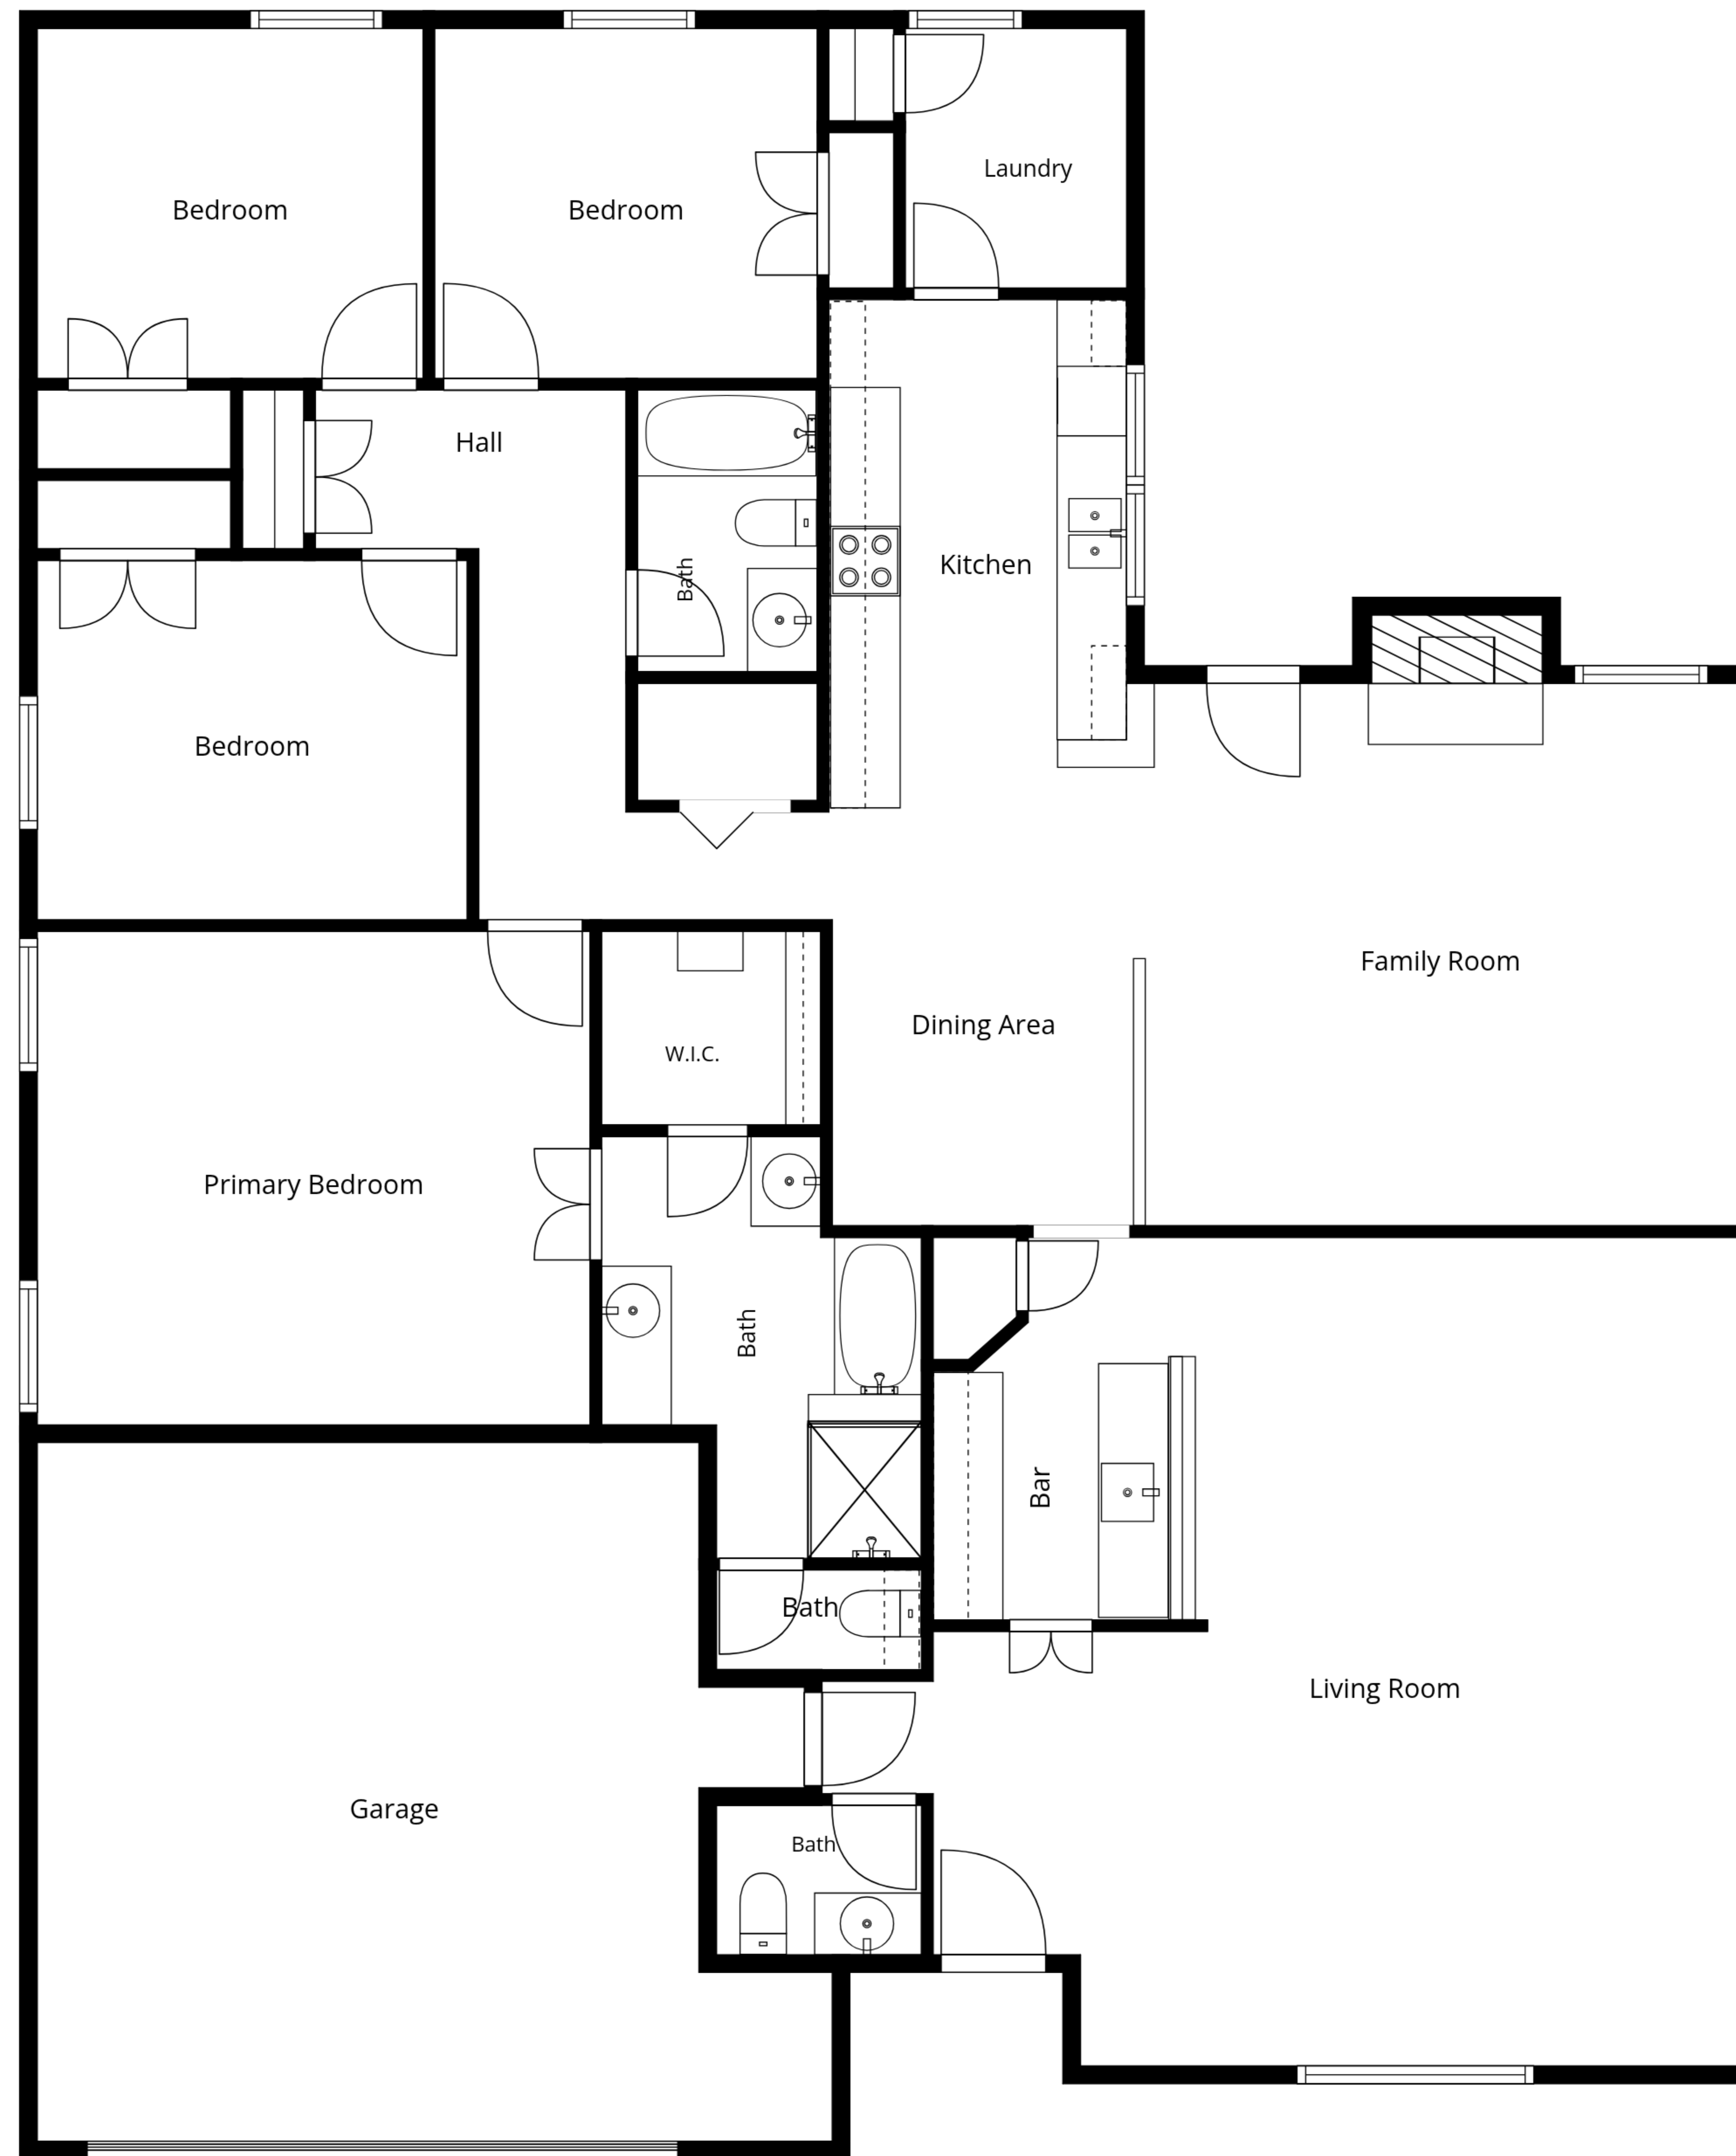 Laundry
Bedroom
Bedroom
Hall
Kitchen
Bath
Bedroom
Family Room
Dining Area
W.I.C.
Primary Bedroom
Bath
Bar
Bath
Living Room
Garage
Bath